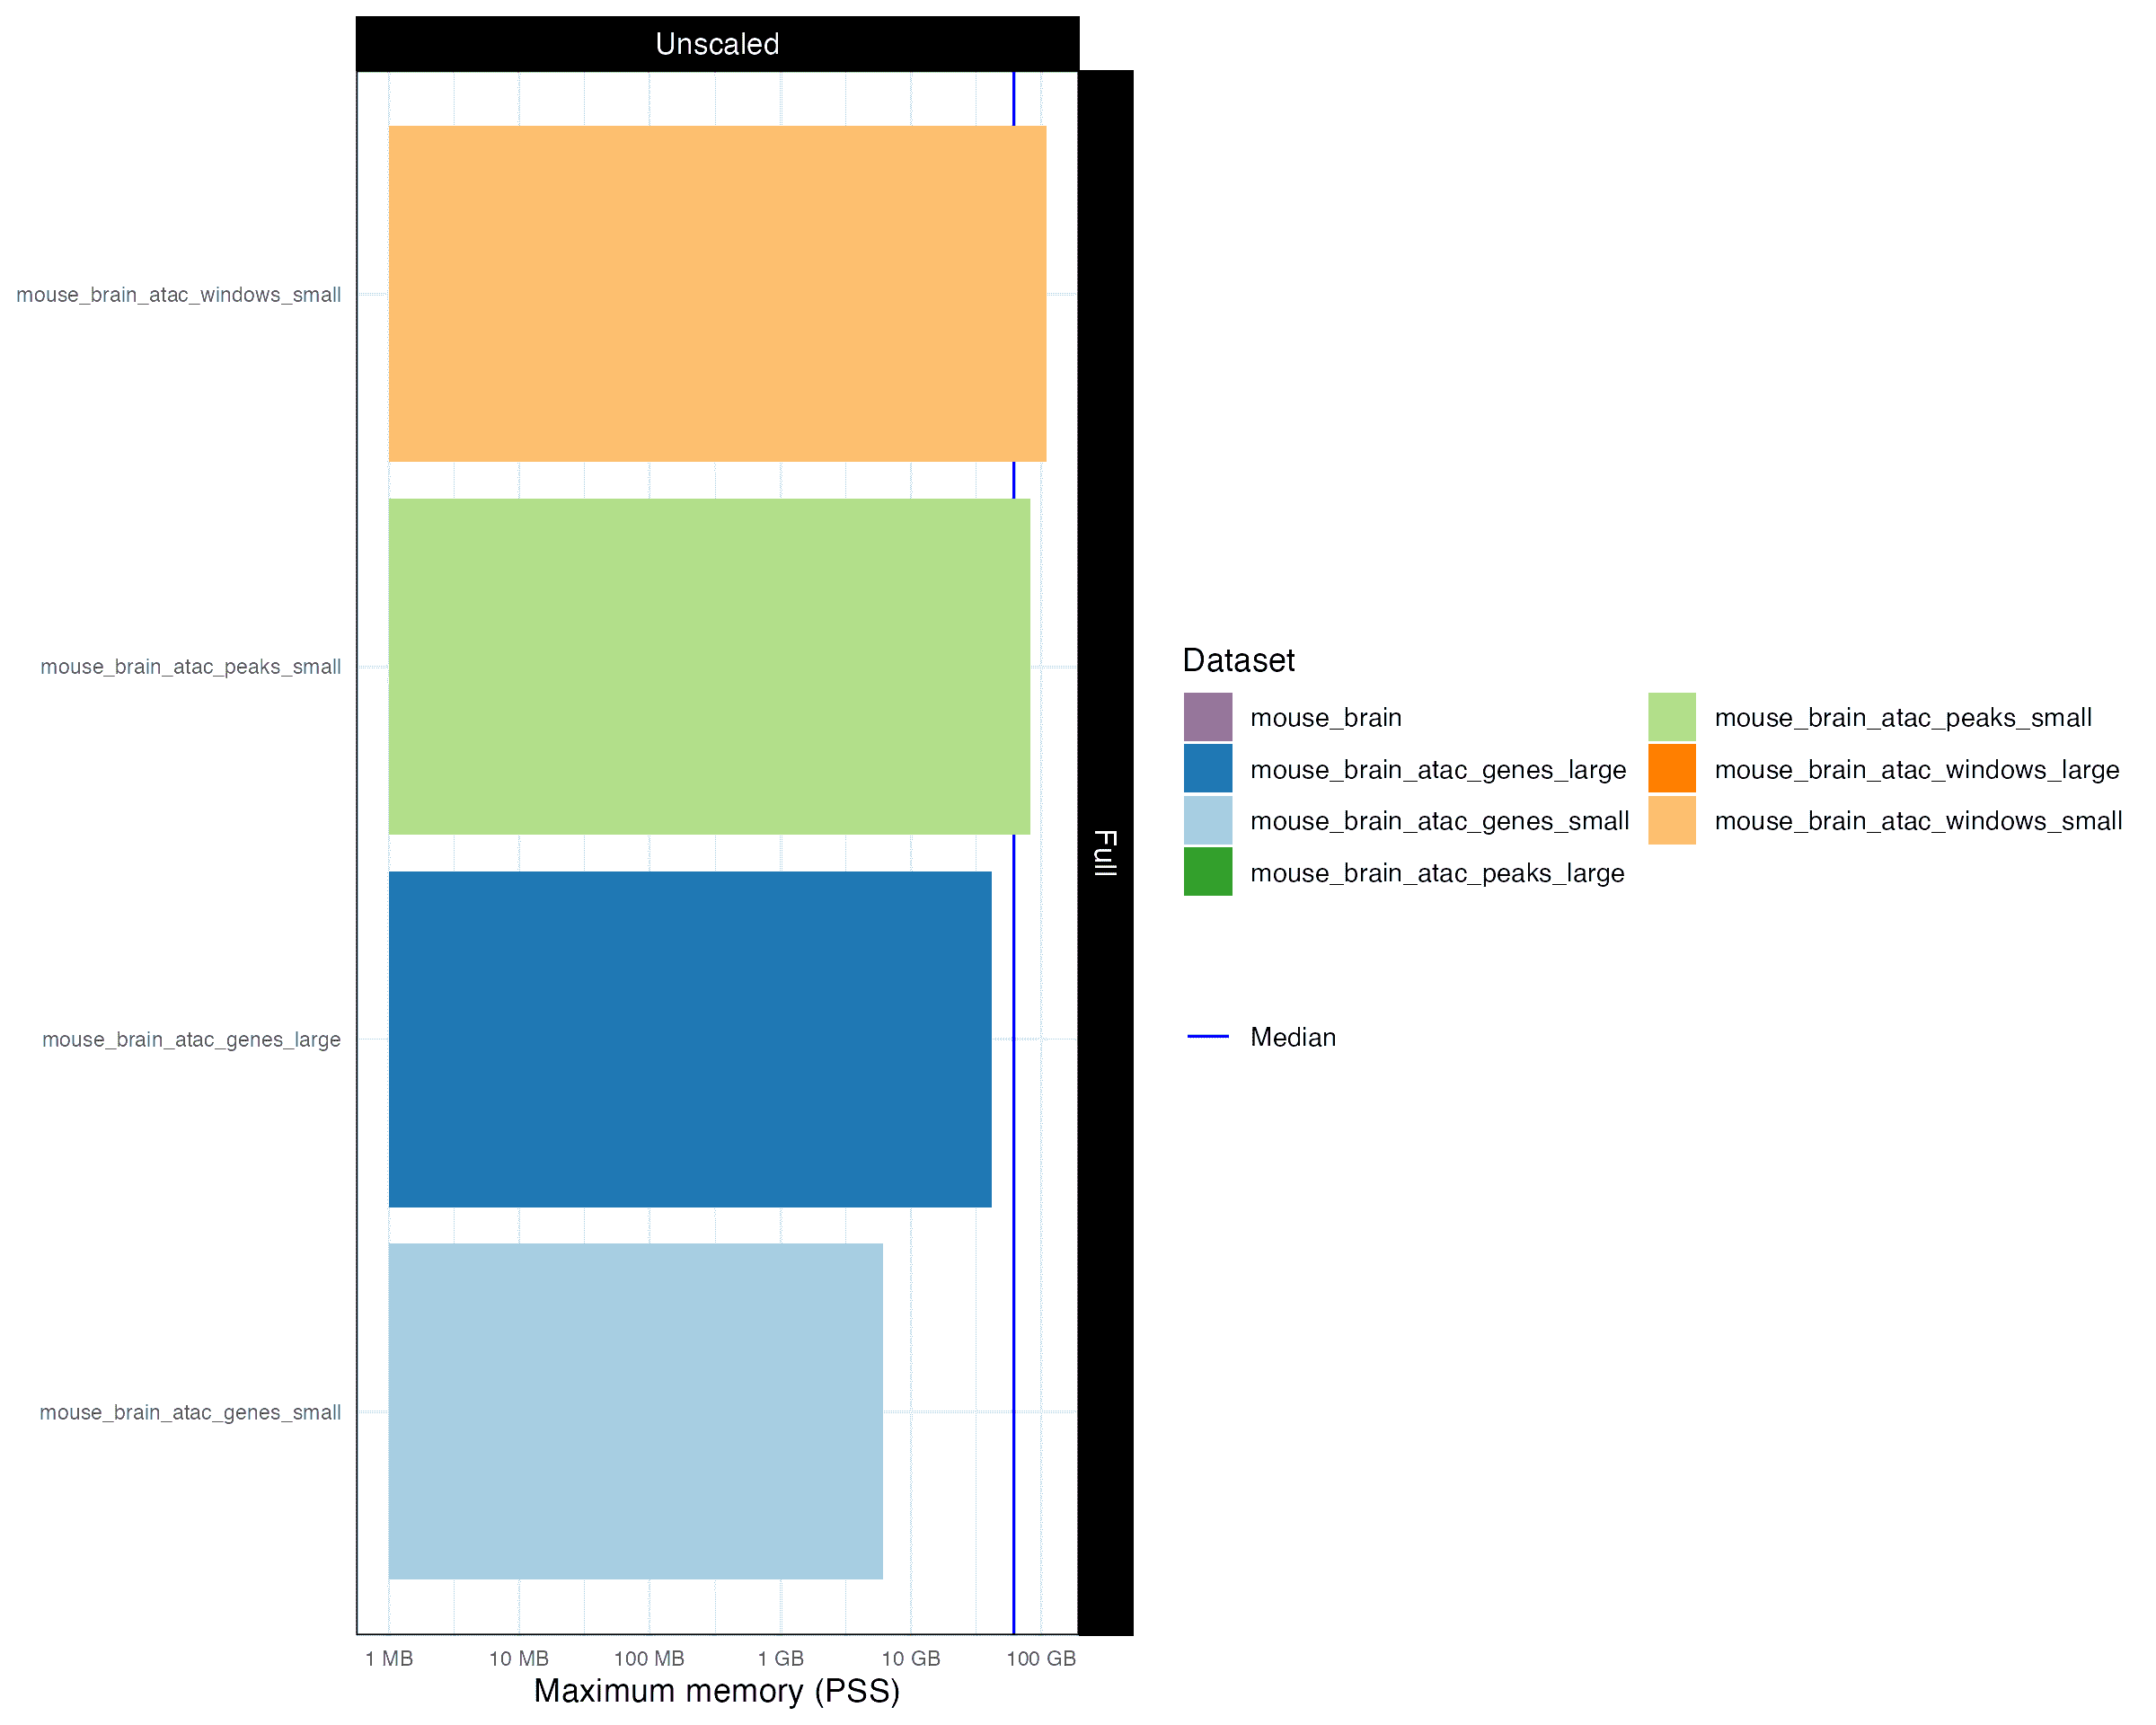 Unscaled
mouse_brain_atac_windows_small
mouse_brain_atac_peaks_small
mouse_brain_atac_genes_large
mouse_brain_atac_genes_small
1 MB
10 MB
100 MB
1 GB
10 GB
100 GB
Maximum memory (PSS)
Full
Dataset
mouse_brain
mouse_brain_atac_genes_large
mouse_brain_atac_genes_small
mouse_brain_atac_peaks_large
mouse_brain_atac_peaks_small
mouse_brain_atac_windows_large
mouse_brain_atac_windows_small
Median